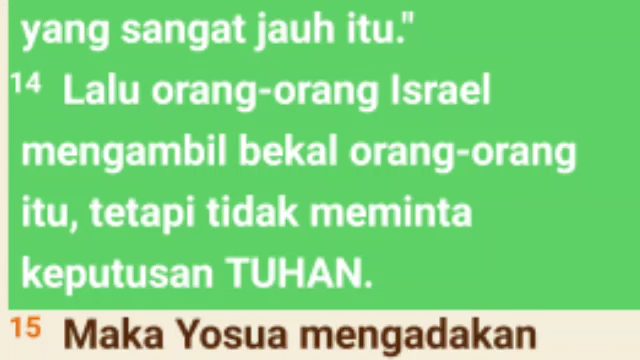 yang sangat jauh itu."
14 Lalu orang-orang Israel
mengambil bekal orang-orang
itu, tetapi tidak meminta
keputusan TUHAN.
15 Maka Yosua mengadakan